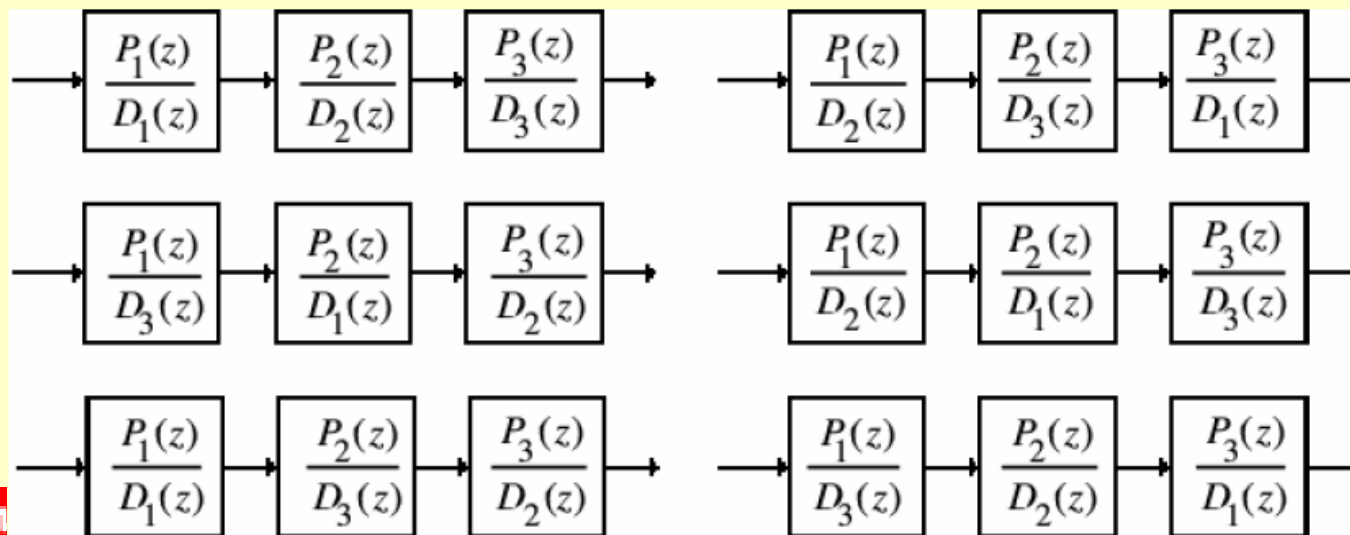 P₁(z) P₂(z) P₃(z) P₁(z) P₂(z) P₃(z)
D₁(z) D₂(z) D₃(z) D₂(z) D₃(z) D₁(z)
P₁(z) P₂(z) P₃(z) P₁(z) P₂(z) P₃(z)
D₃(z) D₁(z) D₂(z) D₂(z) D₁(z) D₃(z)
P₁(z) P₂(z) P₃(z) P₁(z) P₂(z) P₃(z)
D₁(z) D₃(z) D₂(z) D₃(z) D₂(z) D₁(z)